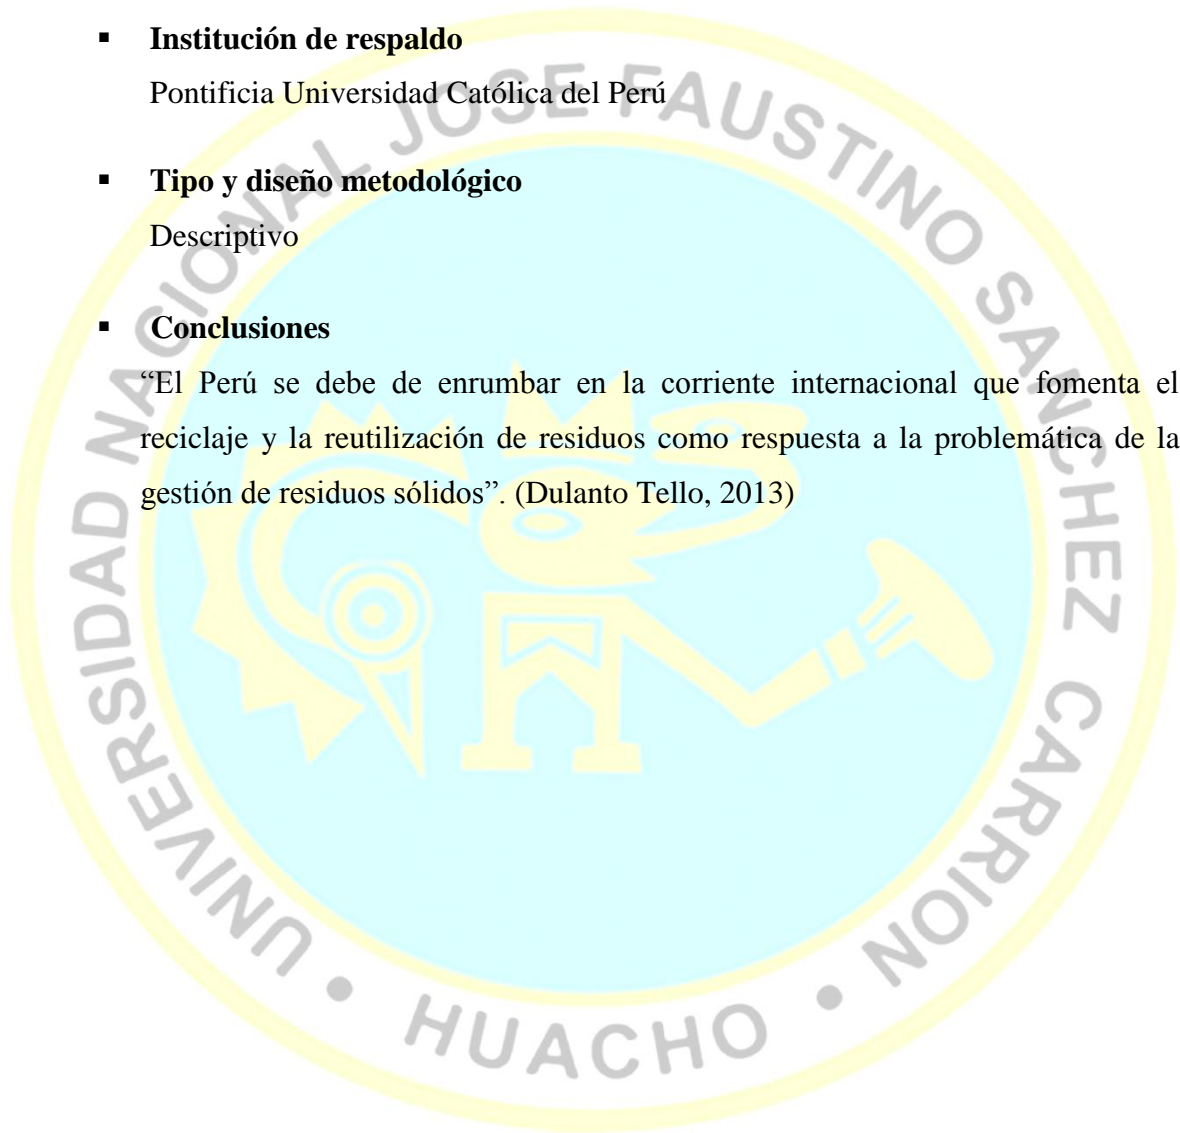 ▪ Institución de respaldo
Pontificia Universidad Católica del Perú
▪ Tipo y diseño metodológico
Descriptivo
▪ Conclusiones
“El Perú se debe de enrumbar en la corriente internacional que fomenta el
reciclaje y la reutilización de residuos como respuesta a la problemática de la
gestión de residuos sólidos”. (Dulanto Tello, 2013)
UNIVERSIDAD NACIONAL JOSE FAUSTINO SANCHEZ CARRION • HUACHO •